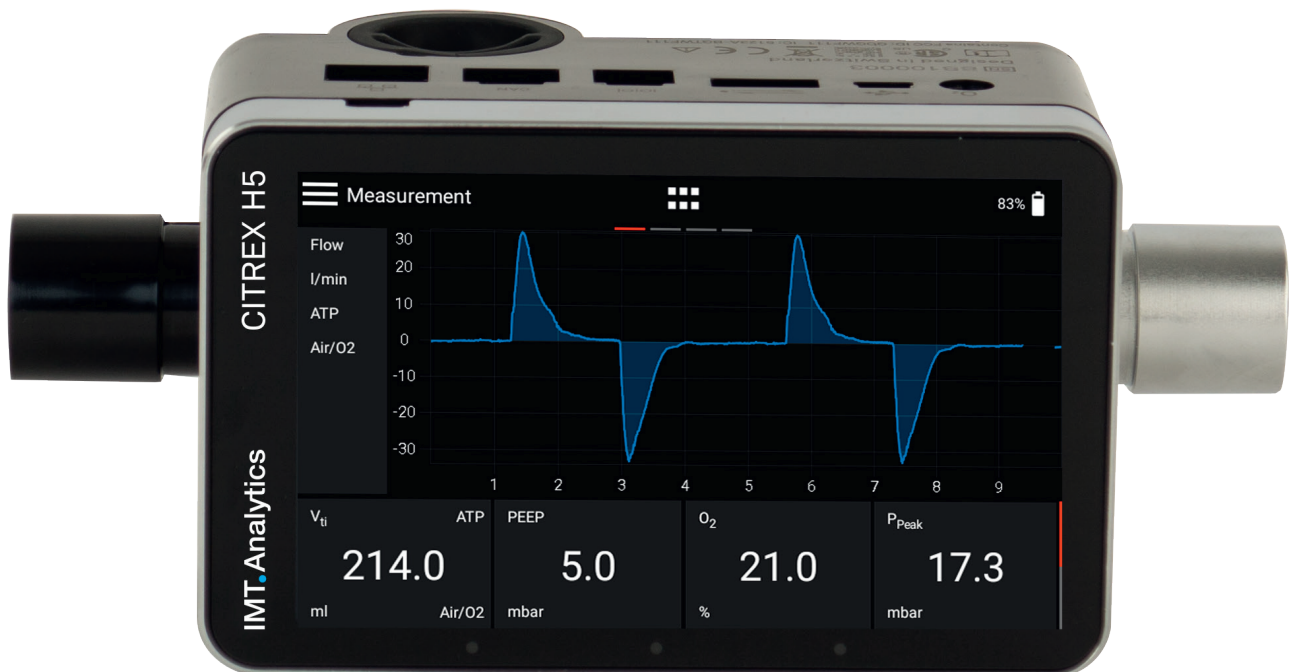 Designed in Switzerland
CAN
CITREX H5
IMT.Analytics
Measurement
83%
Flow
l/min
ATP
Air/O2
30
20
10
0
-10
-20
-30
1 2 3 4 5 6 7 8 9
Vti ATP
214.0
ml Air/O2
PEEP
5.0
mbar
O2
21.0
%
PPeak
17.3
mbar